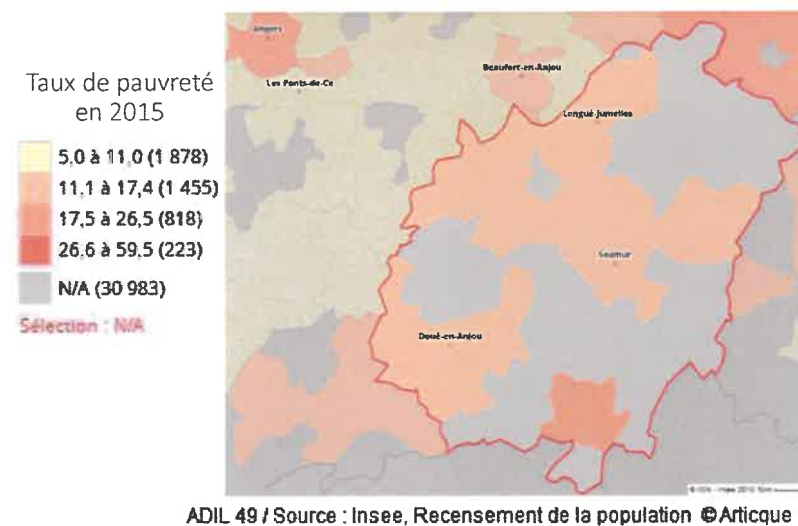 Taux de pauvreté
en 2015
5,0 à 11,0 (1 878)
11,1 à 17,4 (1 455)
17,5 à 26,5 (818)
26,6 à 59,5 (223)
N/A (30 983)
Sélection : N/A
Angers
Les Ponts-de-Cé
Beaufort-en-Anjou
Longué-Jumelles
Saumur
Doué-en-Anjou
ADIL 49 / Source : Insee, Recensement de la population ©Articque